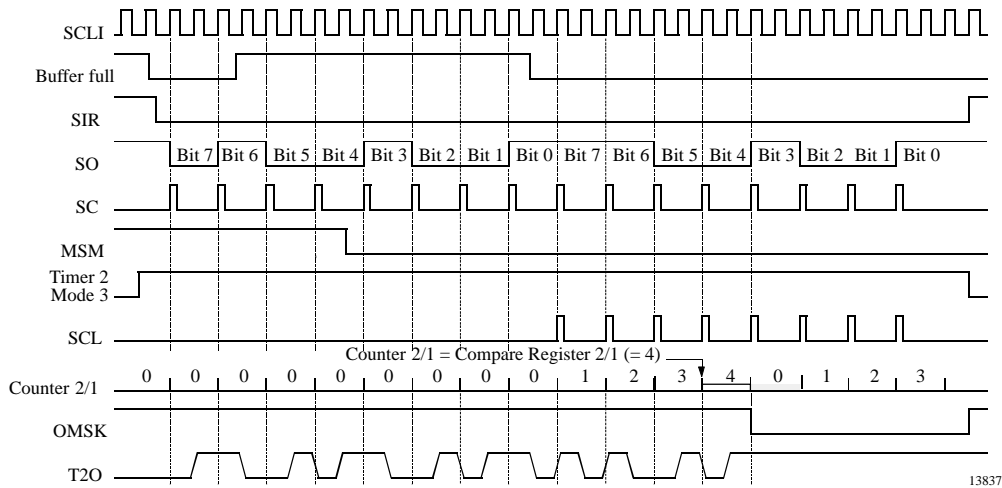 SCLI
Buffer full
SIR
SO
Bit 7 Bit 6 Bit 5 Bit 4 Bit 3 Bit 2 Bit 1 Bit 0 Bit 7 Bit 6 Bit 5 Bit 4 Bit 3 Bit 2 Bit 1 Bit 0
SC
MSM
Timer 2
Mode 3
SCL
Counter 2/1 = Compare Register 2/1 (= 4)
Counter 2/1
0 0 0 0 0 0 0 0 0 1 2 3 4 0 1 2 3
OMSK
T2O
13837